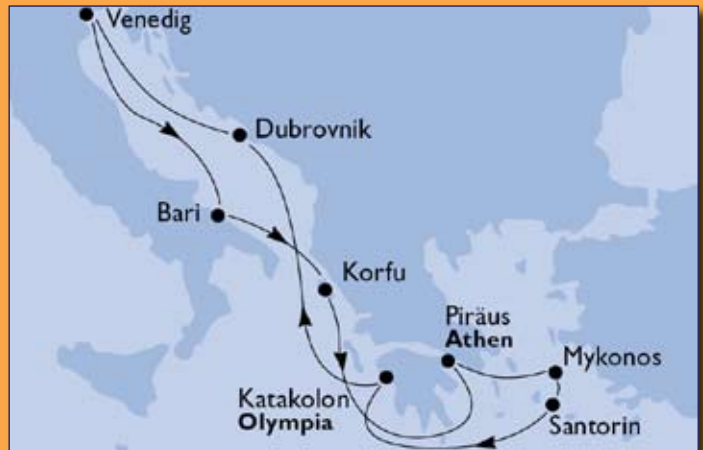 Venedig
Dubrovnik
Bari
Korfu
Piräus
Athen
Mykonos
Katakolon
Olympia
Santorin